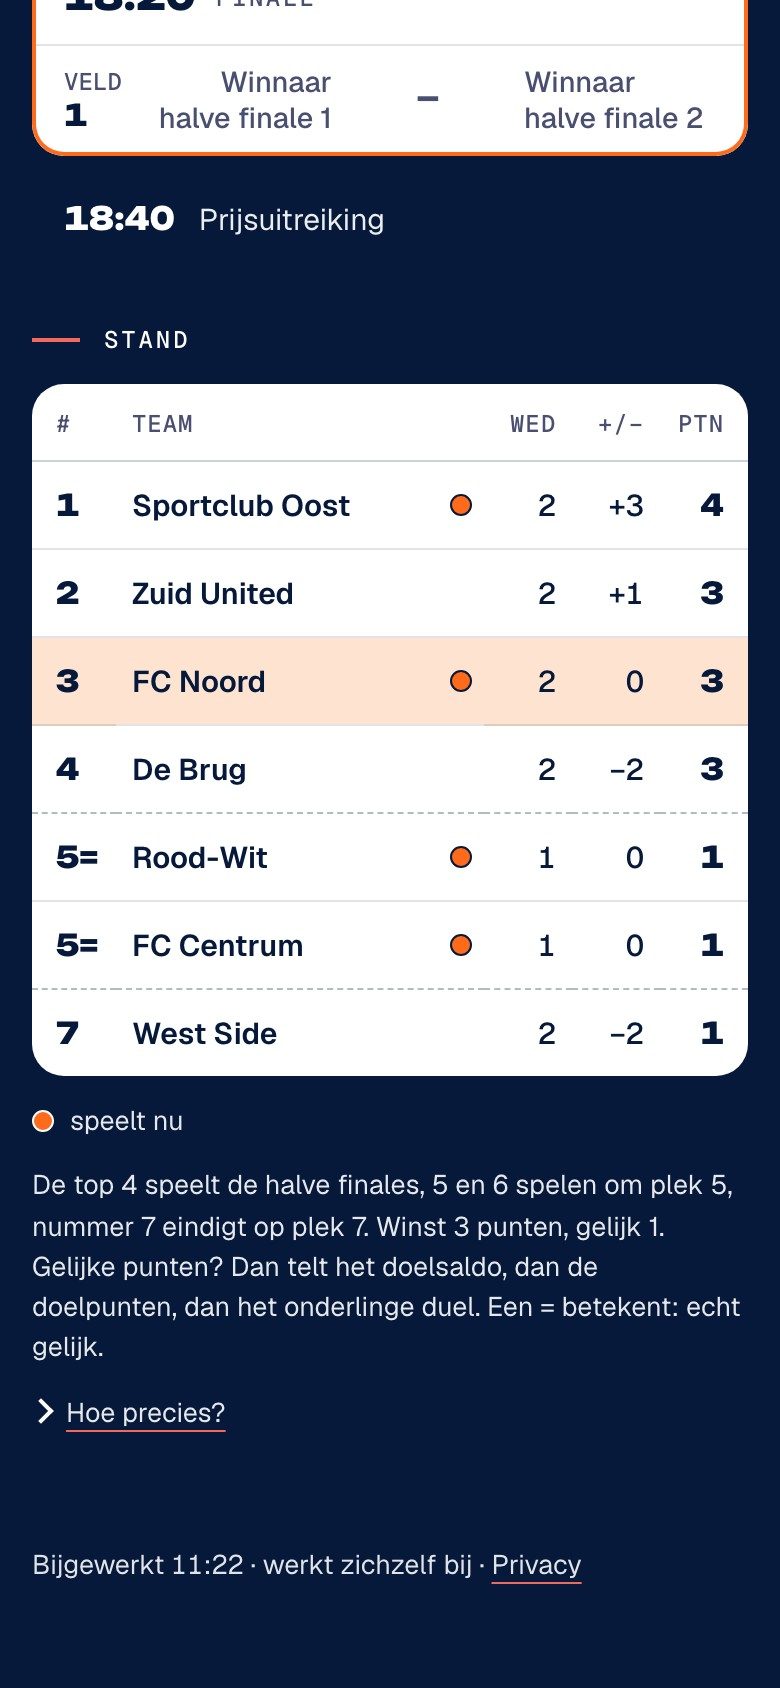 18:20 FINALE
VELD
1
Winnaar
halve finale 1
–
Winnaar
halve finale 2
18:40 Prijsuitreiking
STAND
# TEAM WED +/– PTN
1 Sportclub Oost 2 +3 4
2 Zuid United 2 +1 3
3 FC Noord 2 0 3
4 De Brug 2 –2 3
5= Rood-Wit 1 0 1
5= FC Centrum 1 0 1
7 West Side 2 –2 1
speelt nu
De top 4 speelt de halve finales, 5 en 6 spelen om plek 5,
nummer 7 eindigt op plek 7. Winst 3 punten, gelijk 1.
Gelijke punten? Dan telt het doelsaldo, dan de
doelpunten, dan het onderlinge duel. Een = betekent: echt
gelijk.
Hoe precies?
Bijgewerkt 11:22 · werkt zichzelf bij · Privacy